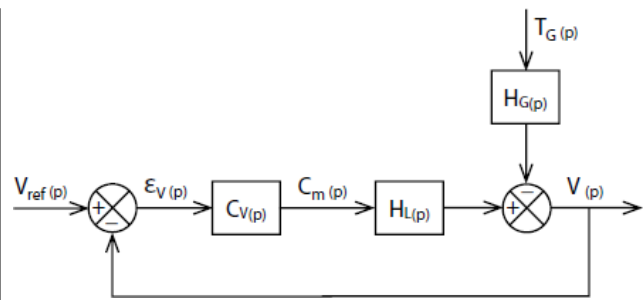 T_G (p)
H_G(p)
V_ref (p)
+
−
ε_V (p)
C_V(p)
C_m (p)
H_L(p)
−
+
V (p)